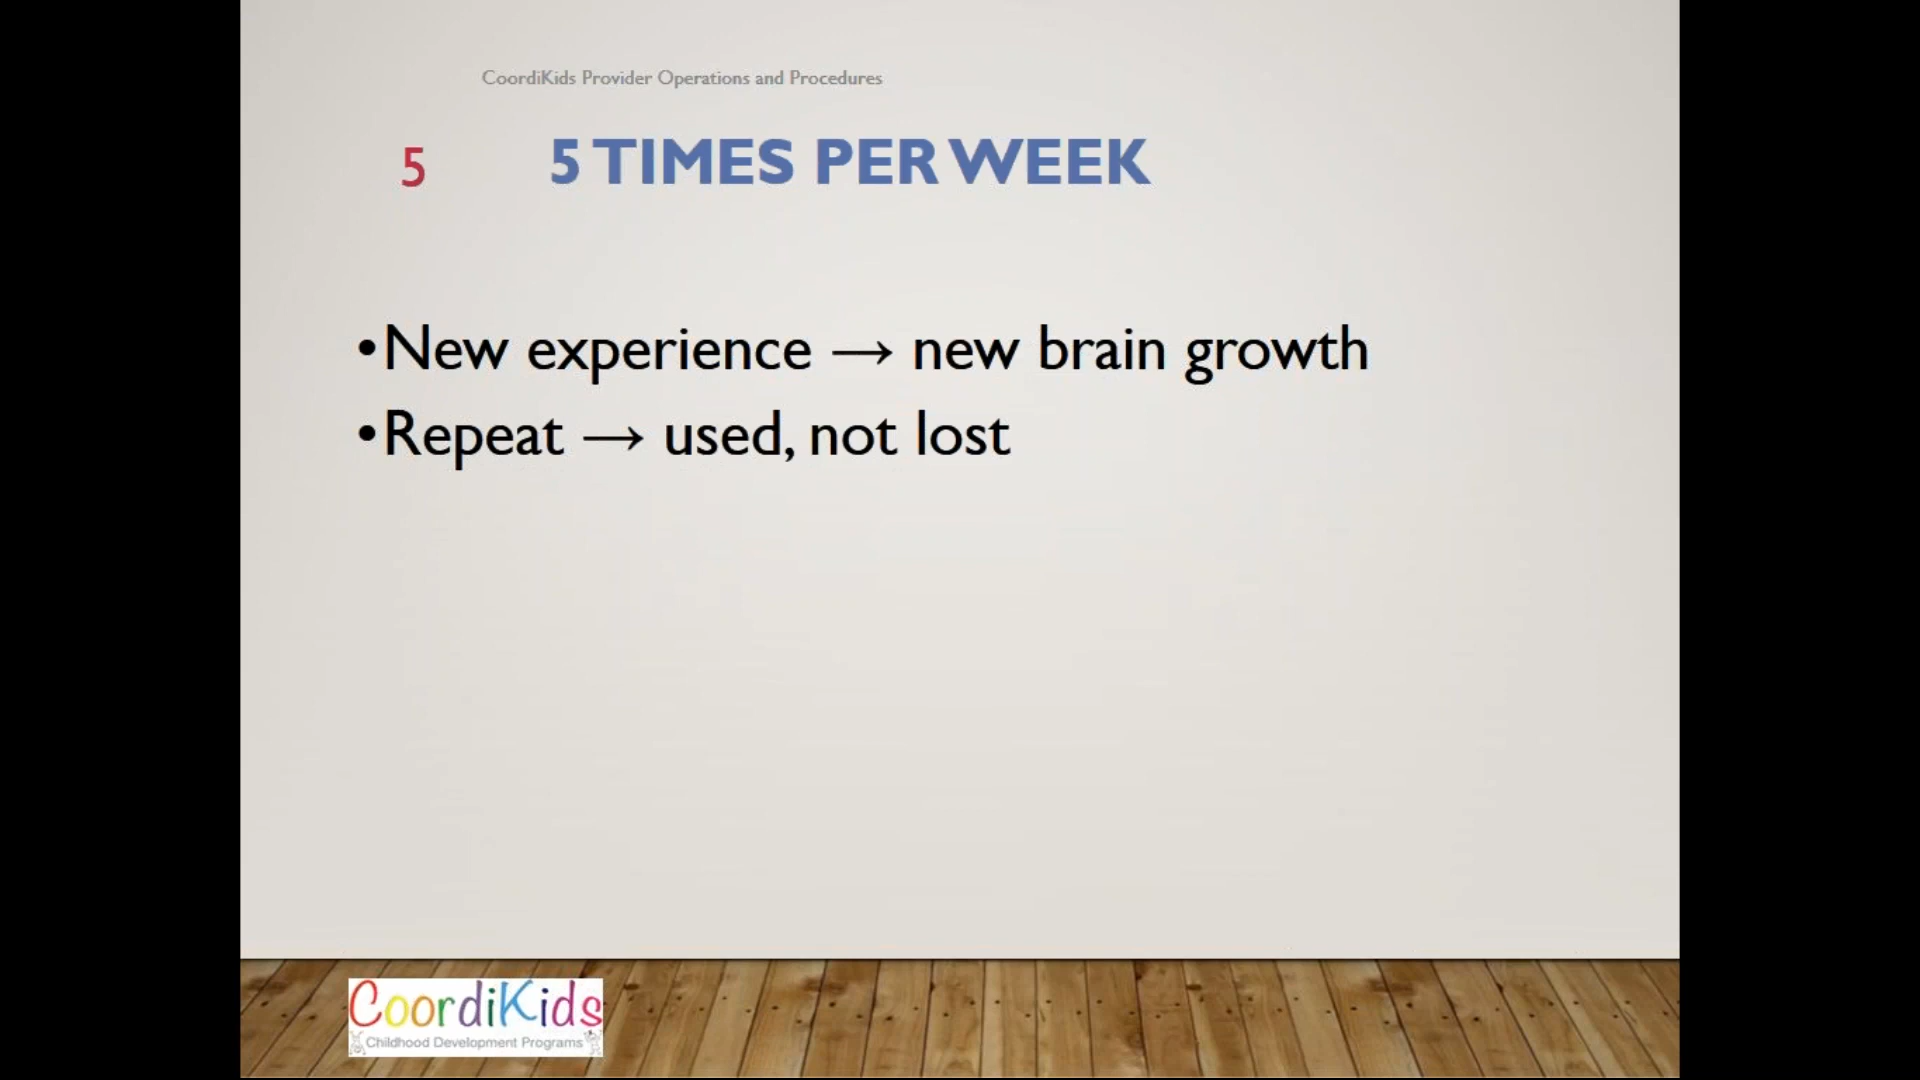 CoordiKids Provider Operations and Procedures
5
5 TIMES PER WEEK
•New experience → new brain growth
•Repeat → used, not lost
CoordiKids
Childhood Development Programs